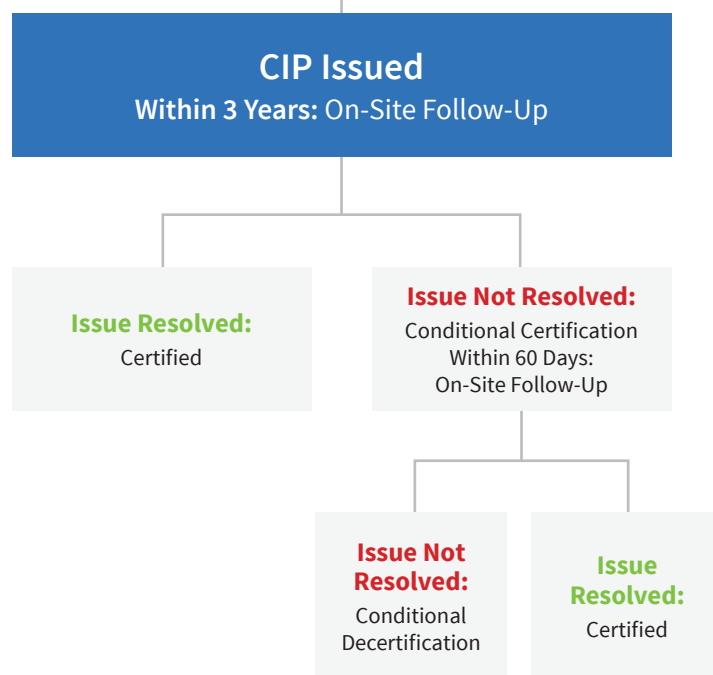 CIP Issued
Within 3 Years: On-Site Follow-Up
Issue Resolved:
Certified
Issue Not Resolved:
Conditional Certification
Within 60 Days:
On-Site Follow-Up
Issue Not
Resolved:
Conditional
Decertification
Issue
Resolved:
Certified